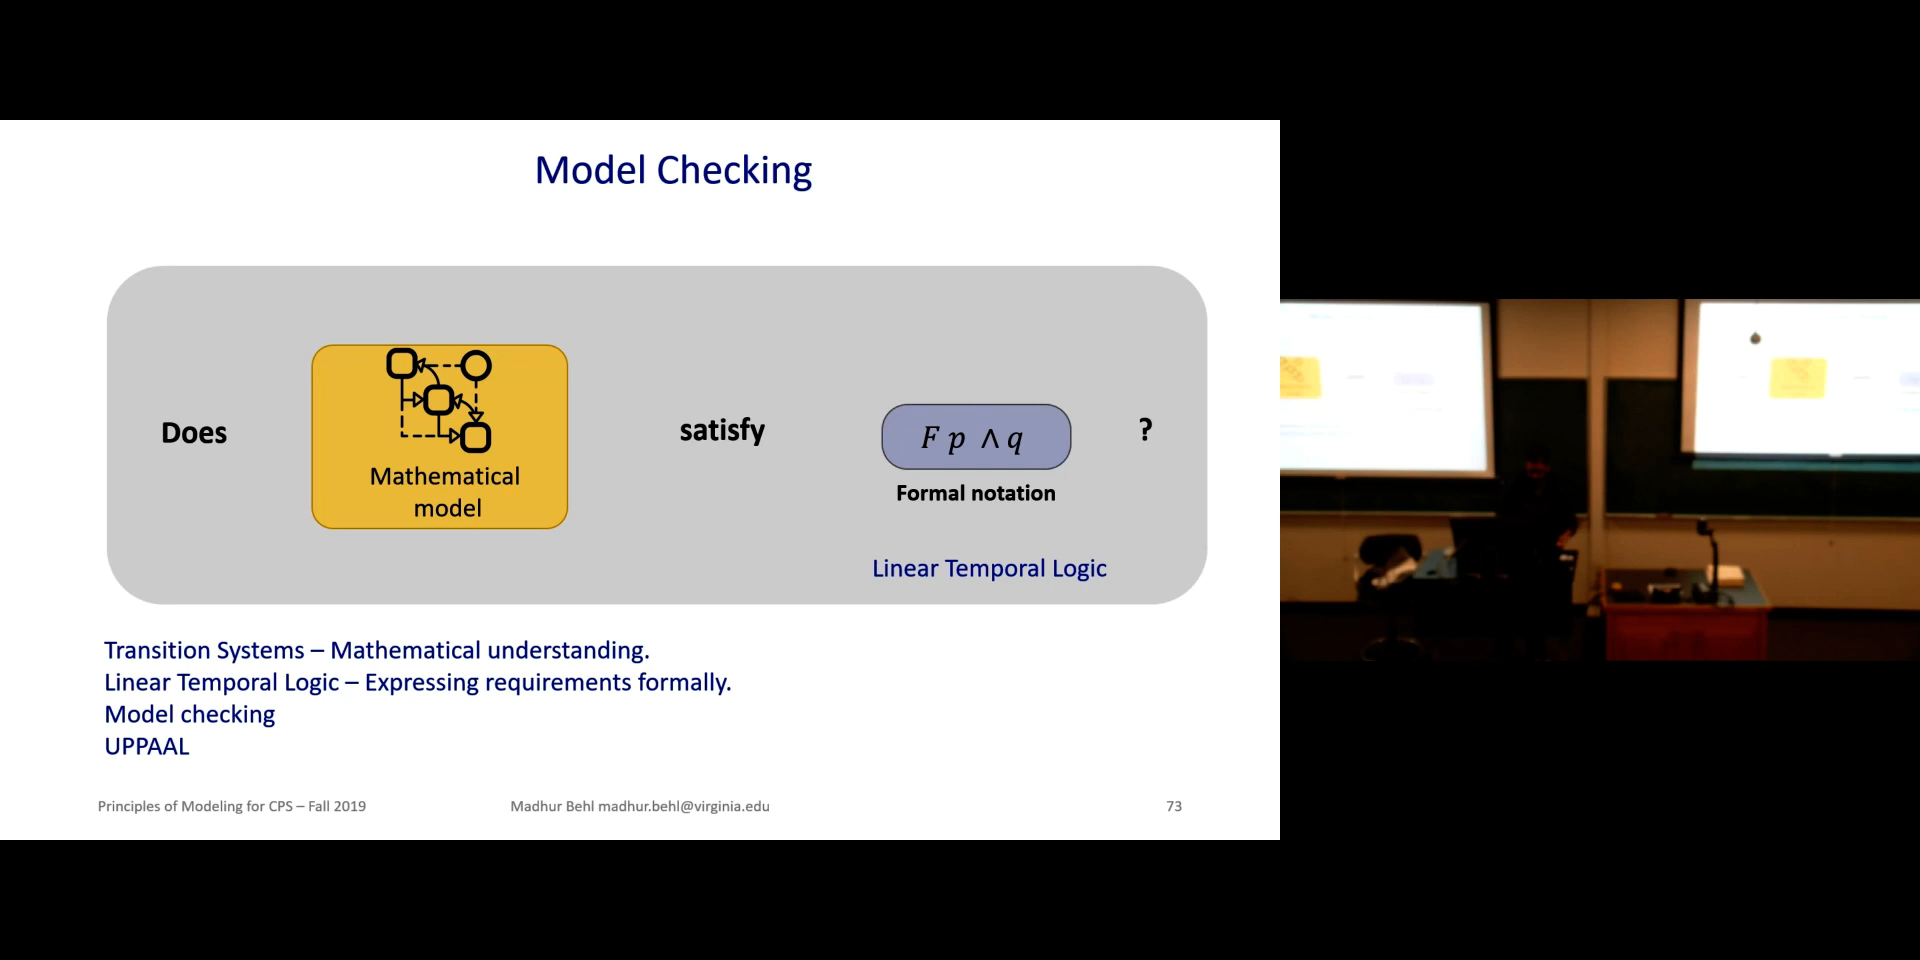 Model Checking
Does
Mathematical
model
satisfy
F p ∧ q
Formal notation
?
Linear Temporal Logic
Transition Systems – Mathematical understanding.
Linear Temporal Logic – Expressing requirements formally.
Model checking
UPPAAL
Principles of Modeling for CPS – Fall 2019
Madhur Behl madhur.behl@virginia.edu
73